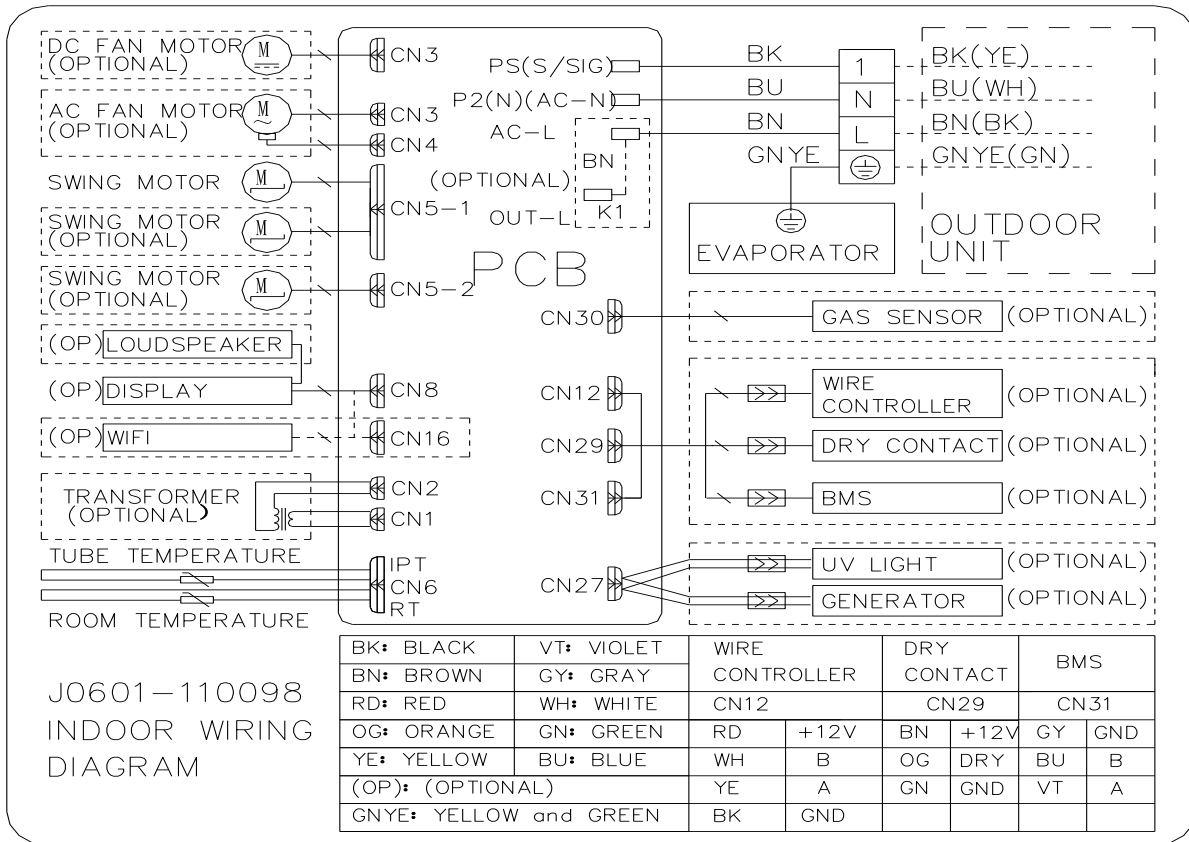 DC FAN MOTOR
(OPTIONAL)
M
CN3
AC FAN MOTOR
(OPTIONAL)
M
~
CN3
CN4
SWING MOTOR
M
SWING MOTOR
(OPTIONAL)
M
CN5-1
SWING MOTOR
(OPTIONAL)
M
CN5-2
(OP) LOUDSPEAKER
(OP) DISPLAY
CN8
(OP) WIFI
CN16
TRANSFORMER
(OPTIONAL)
CN2
CN1
TUBE TEMPERATURE
IPT
CN6
RT
ROOM TEMPERATURE
PS(S/SIG)
P2(N)(AC-N)
AC-L
BN
(OPTIONAL)
K1
OUT-L
PCB
CN30
CN12
CN29
CN31
CN27
BK
BU
BN
GNYE
1
N
L
BK(YE)
BU(WH)
BN(BK)
GNYE(GN)
OUTDOOR
UNIT
EVAPORATOR
GAS SENSOR (OPTIONAL)
WIRE
CONTROLLER (OPTIONAL)
DRY CONTACT (OPTIONAL)
BMS (OPTIONAL)
UV LIGHT (OPTIONAL)
GENERATOR (OPTIONAL)
J0601-110098
INDOOR WIRING
DIAGRAM
BK: BLACK VT: VIOLET
BN: BROWN GY: GRAY
RD: RED WH: WHITE
OG: ORANGE GN: GREEN
YE: YELLOW BU: BLUE
(OP): (OPTIONAL)
GNYE: YELLOW and GREEN
WIRE
CONTROLLER
DRY
CONTACT
BMS
CN12 CN29 CN31
RD +12V BN +12V GY GND
WH B OG DRY BU B
YE A GN GND VT A
BK GND